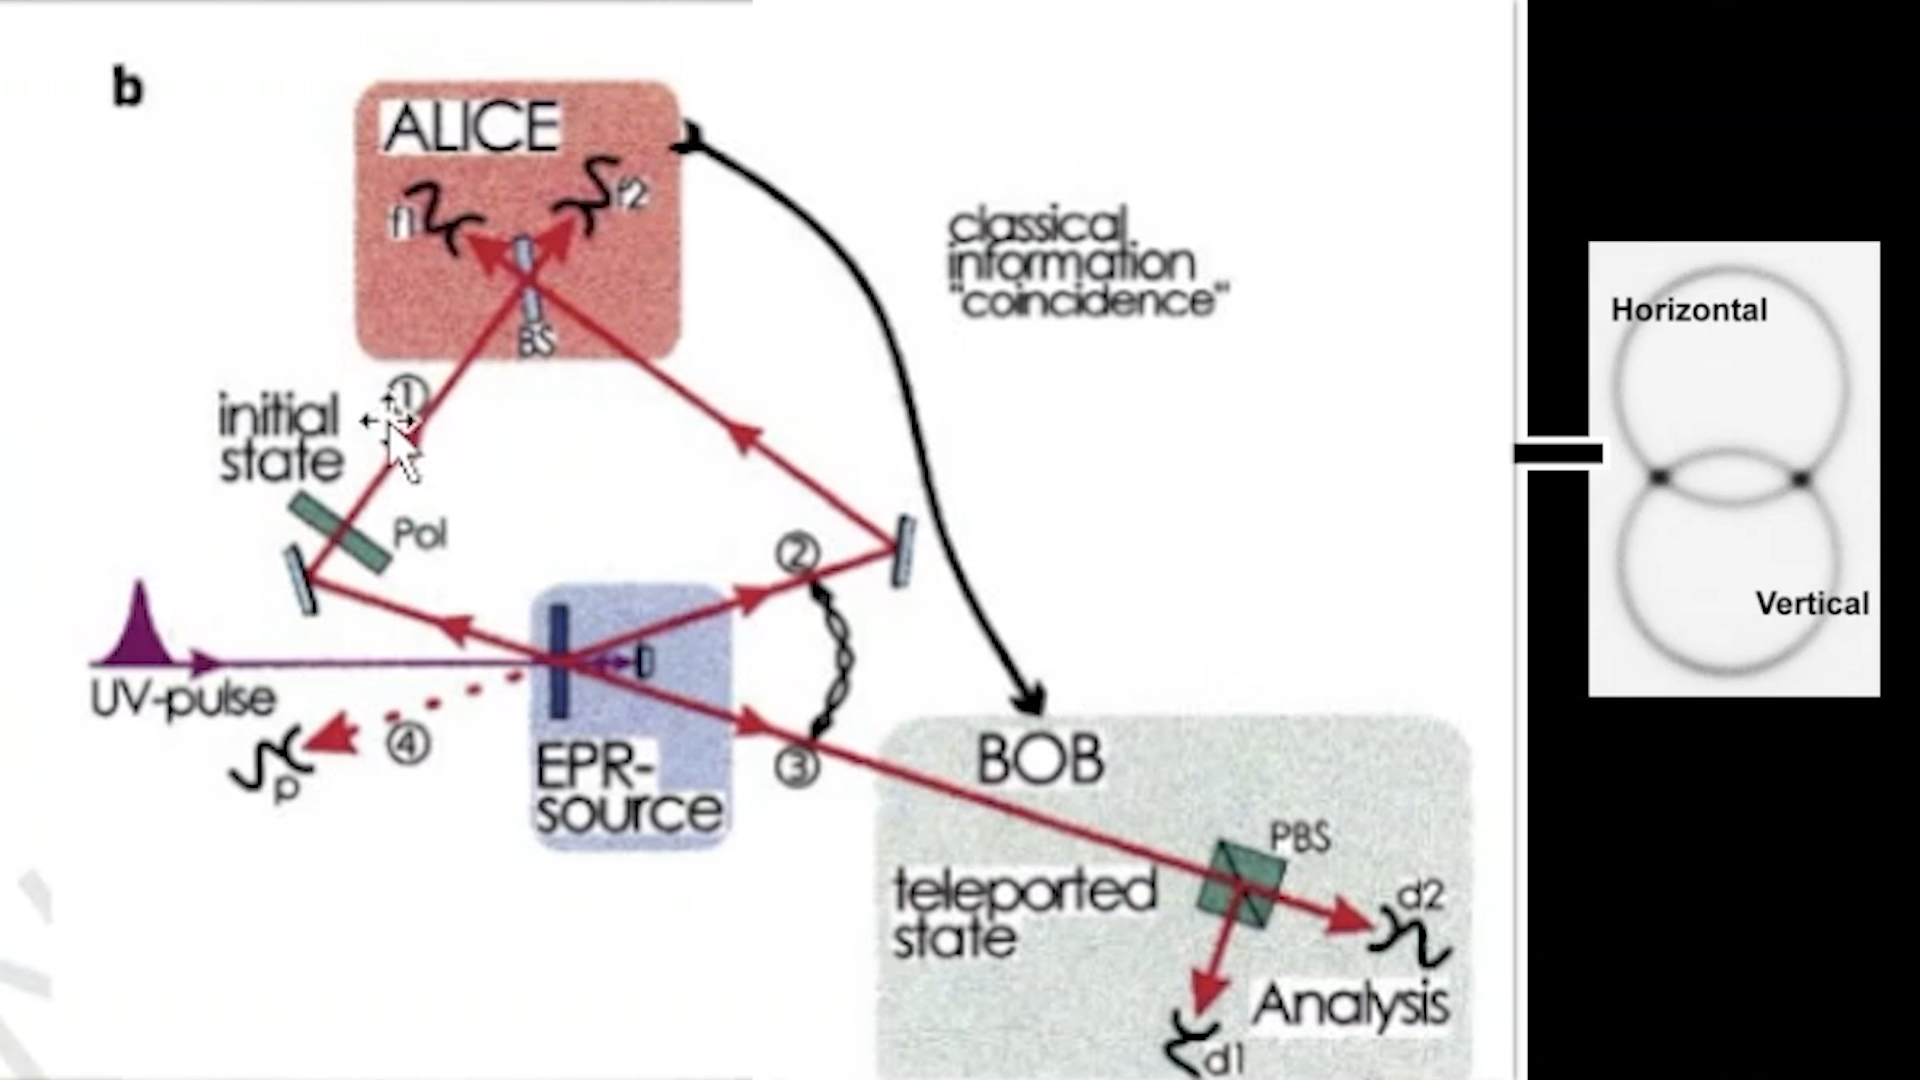 b
ALICE
f1
f2
BS
classical
information
"coincidence"
①
initial
state
Pol
②
UV-pulse
④
p
EPR-
source
③
BOB
PBS
teleported
state
d2
Analysis
d1
Horizontal
Vertical